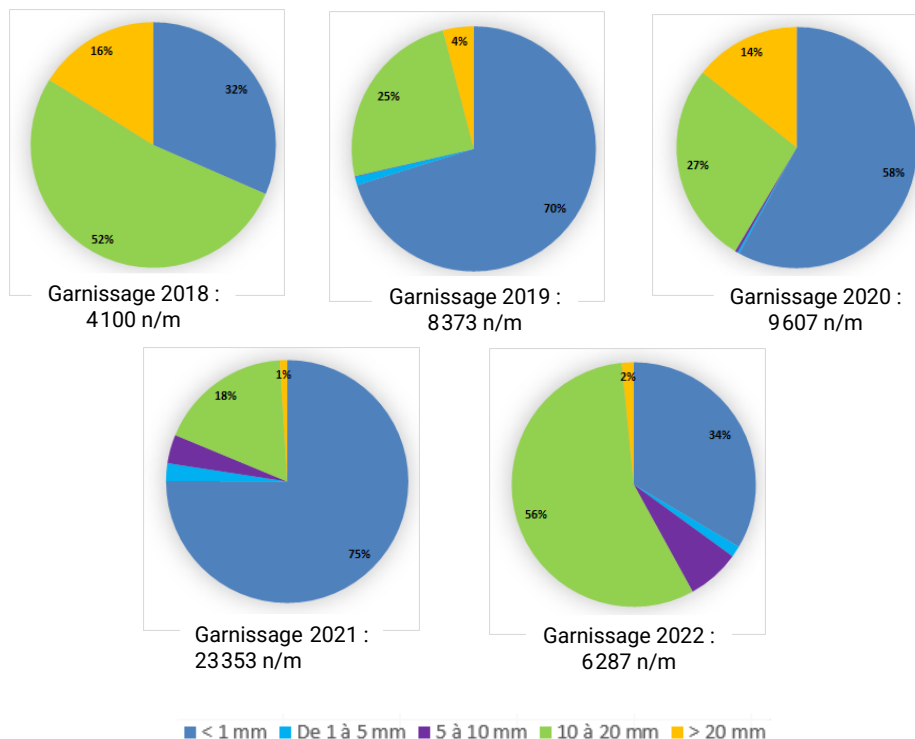 16%
32%
52%
Garnissage 2018 :
4100 n/m
4%
25%
70%
Garnissage 2019 :
8373 n/m
14%
27%
58%
Garnissage 2020 :
9607 n/m
1%
18%
75%
Garnissage 2021 :
23353 n/m
2%
34%
56%
Garnissage 2022 :
6287 n/m
< 1 mm De 1 à 5 mm 5 à 10 mm 10 à 20 mm > 20 mm